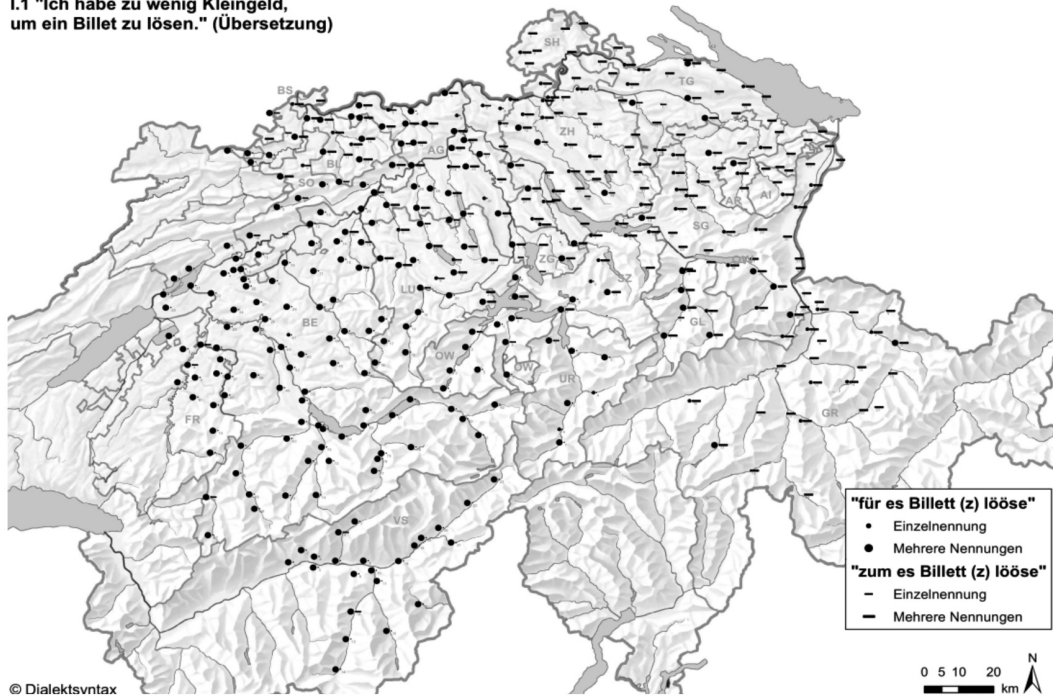 I.1 "Ich habe zu wenig Kleingeld,
um ein Billet zu lösen." (Übersetzung)
SH
BS
TG
ZH
AG
BL
SO
AR
AI
SG
ZG
SZ
LU
BE
GL
OW
UR
FR
GR
VS
"für es Billett (z) lööse"
Einzelnennung
Mehrere Nennungen
"zum es Billett (z) lööse"
Einzelnennung
Mehrere Nennungen
N
0 5 10 20
km
© Dialektsyntax